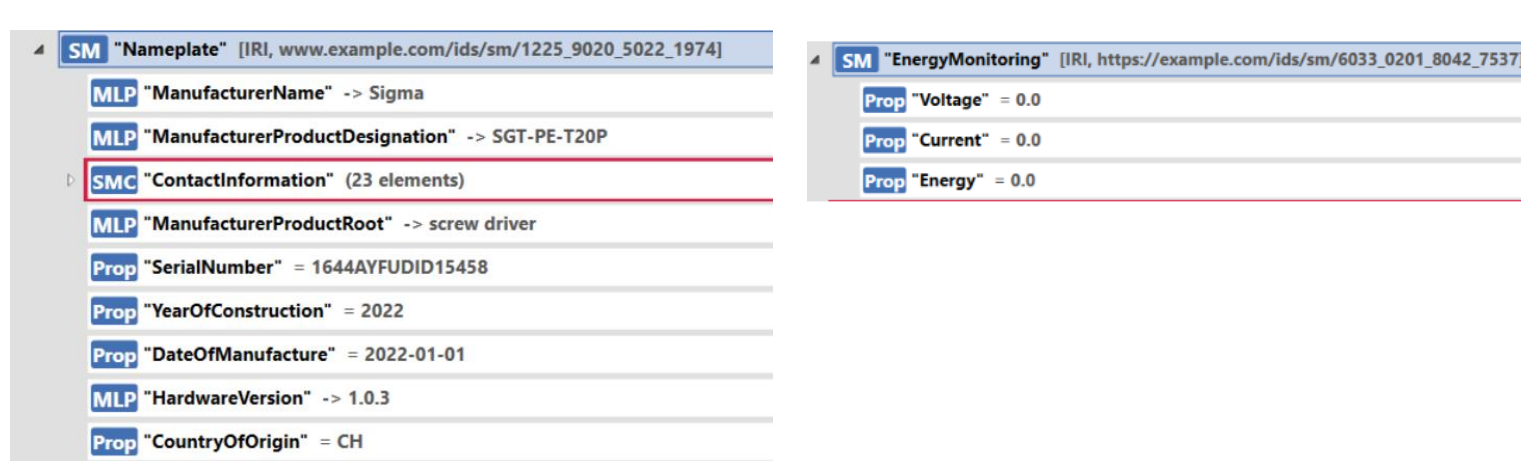 SM "Nameplate" [IRI, www.example.com/ids/sm/1225_9020_5022_1974]
MLP "ManufacturerName" -> Sigma
MLP "ManufacturerProductDesignation" -> SGT-PE-T20P
SMC "ContactInformation" (23 elements)
MLP "ManufacturerProductRoot" -> screw driver
Prop "SerialNumber" = 1644AYFUDID15458
Prop "YearOfConstruction" = 2022
Prop "DateOfManufacture" = 2022-01-01
MLP "HardwareVersion" -> 1.0.3
Prop "CountryOfOrigin" = CH
SM "EnergyMonitoring" [IRI, https://example.com/ids/sm/6033_0201_8042_7537]
Prop "Voltage" = 0.0
Prop "Current" = 0.0
Prop "Energy" = 0.0